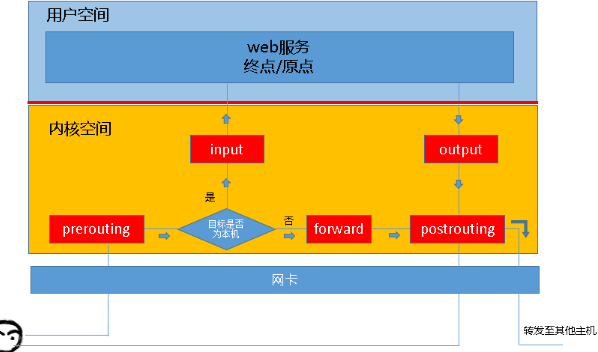 用户空间
web服务
终点/原点
内核空间
input
output
是
目标是否
为本机
否
prerouting
forward
postrouting
网卡
转发至其他主机